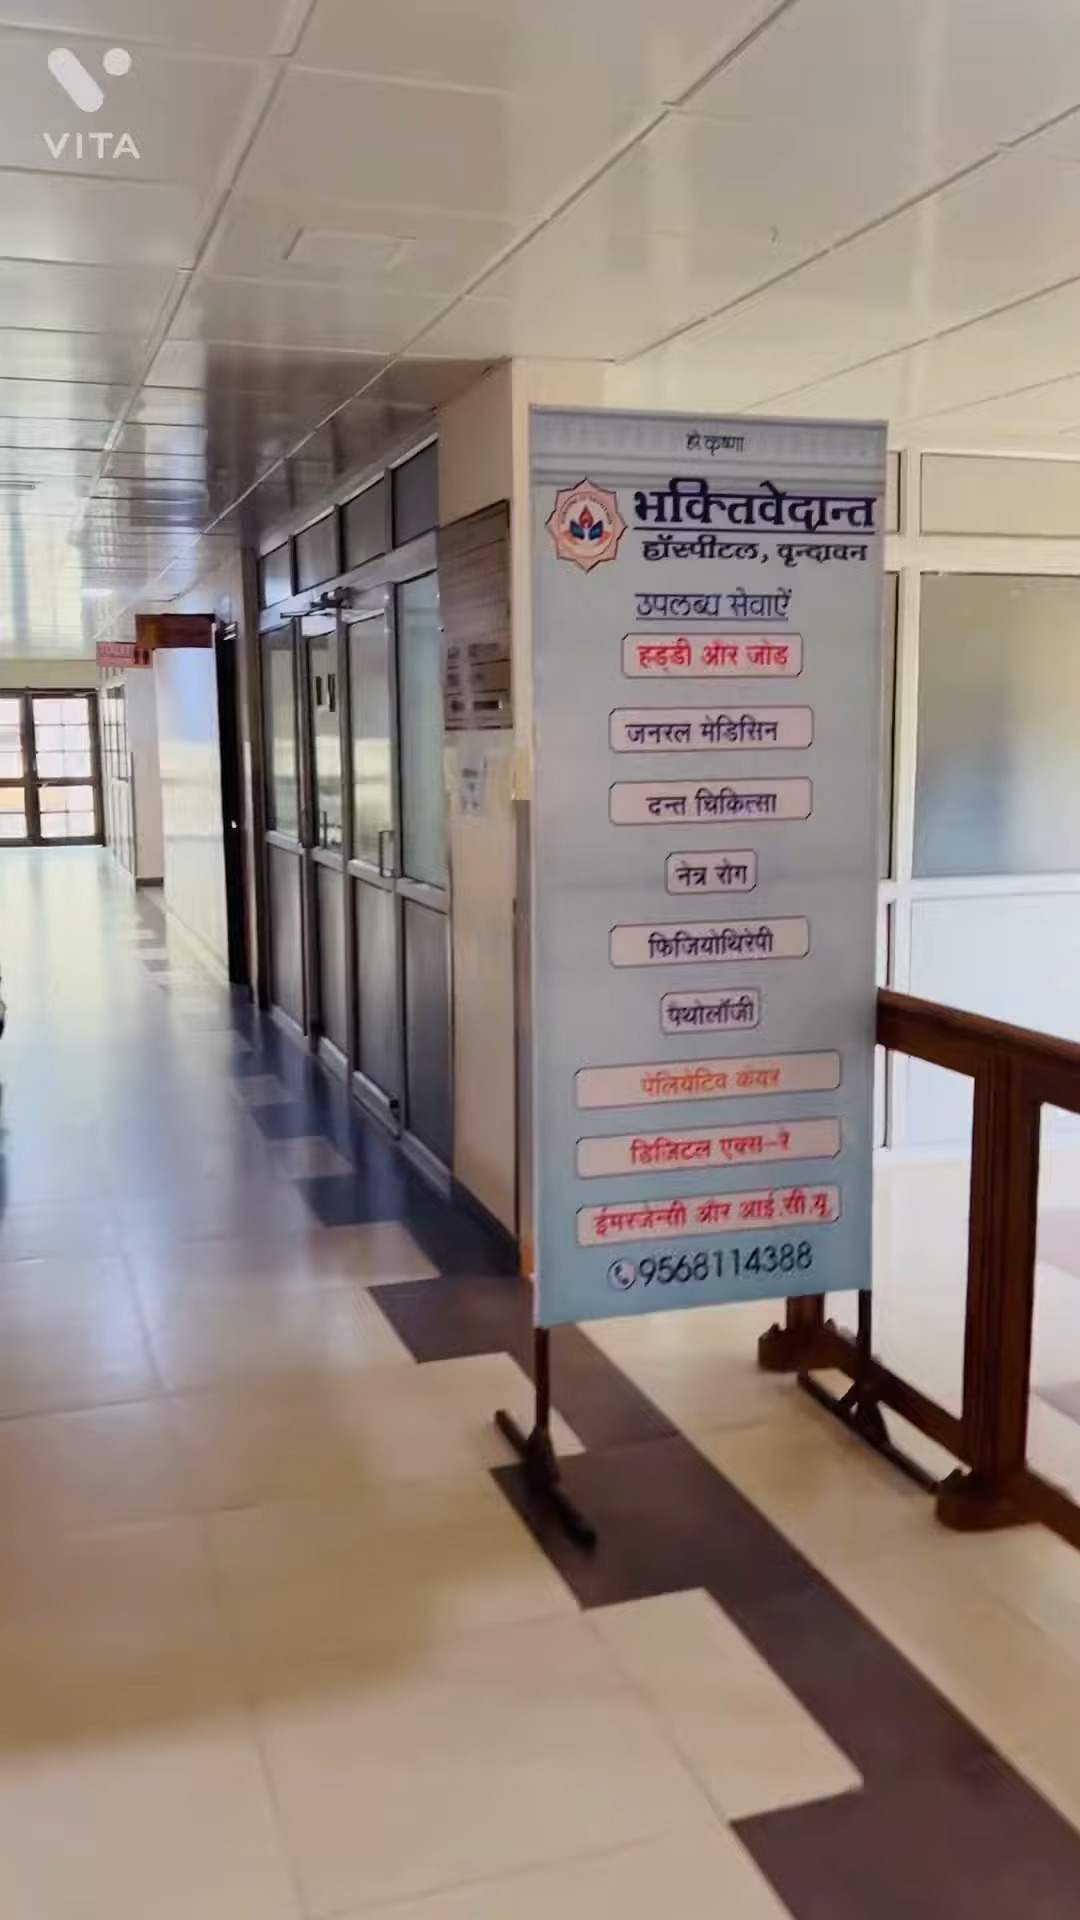 VITA
हरे कृष्णा
भक्तिवेदान्त
हॉस्पीटल, वृन्दावन
उपलब्ध सेवाऐं
हड्डी और जोड
जनरल मेडिसिन
दन्त चिकित्सा
नेत्र रोग
फिजियोथिरेपी
पैथोलॉजी
पेलियेटिव केयर
डिजिटल एक्स-रे
ईमरजेन्सी और आई.सी.यू.
9568114388